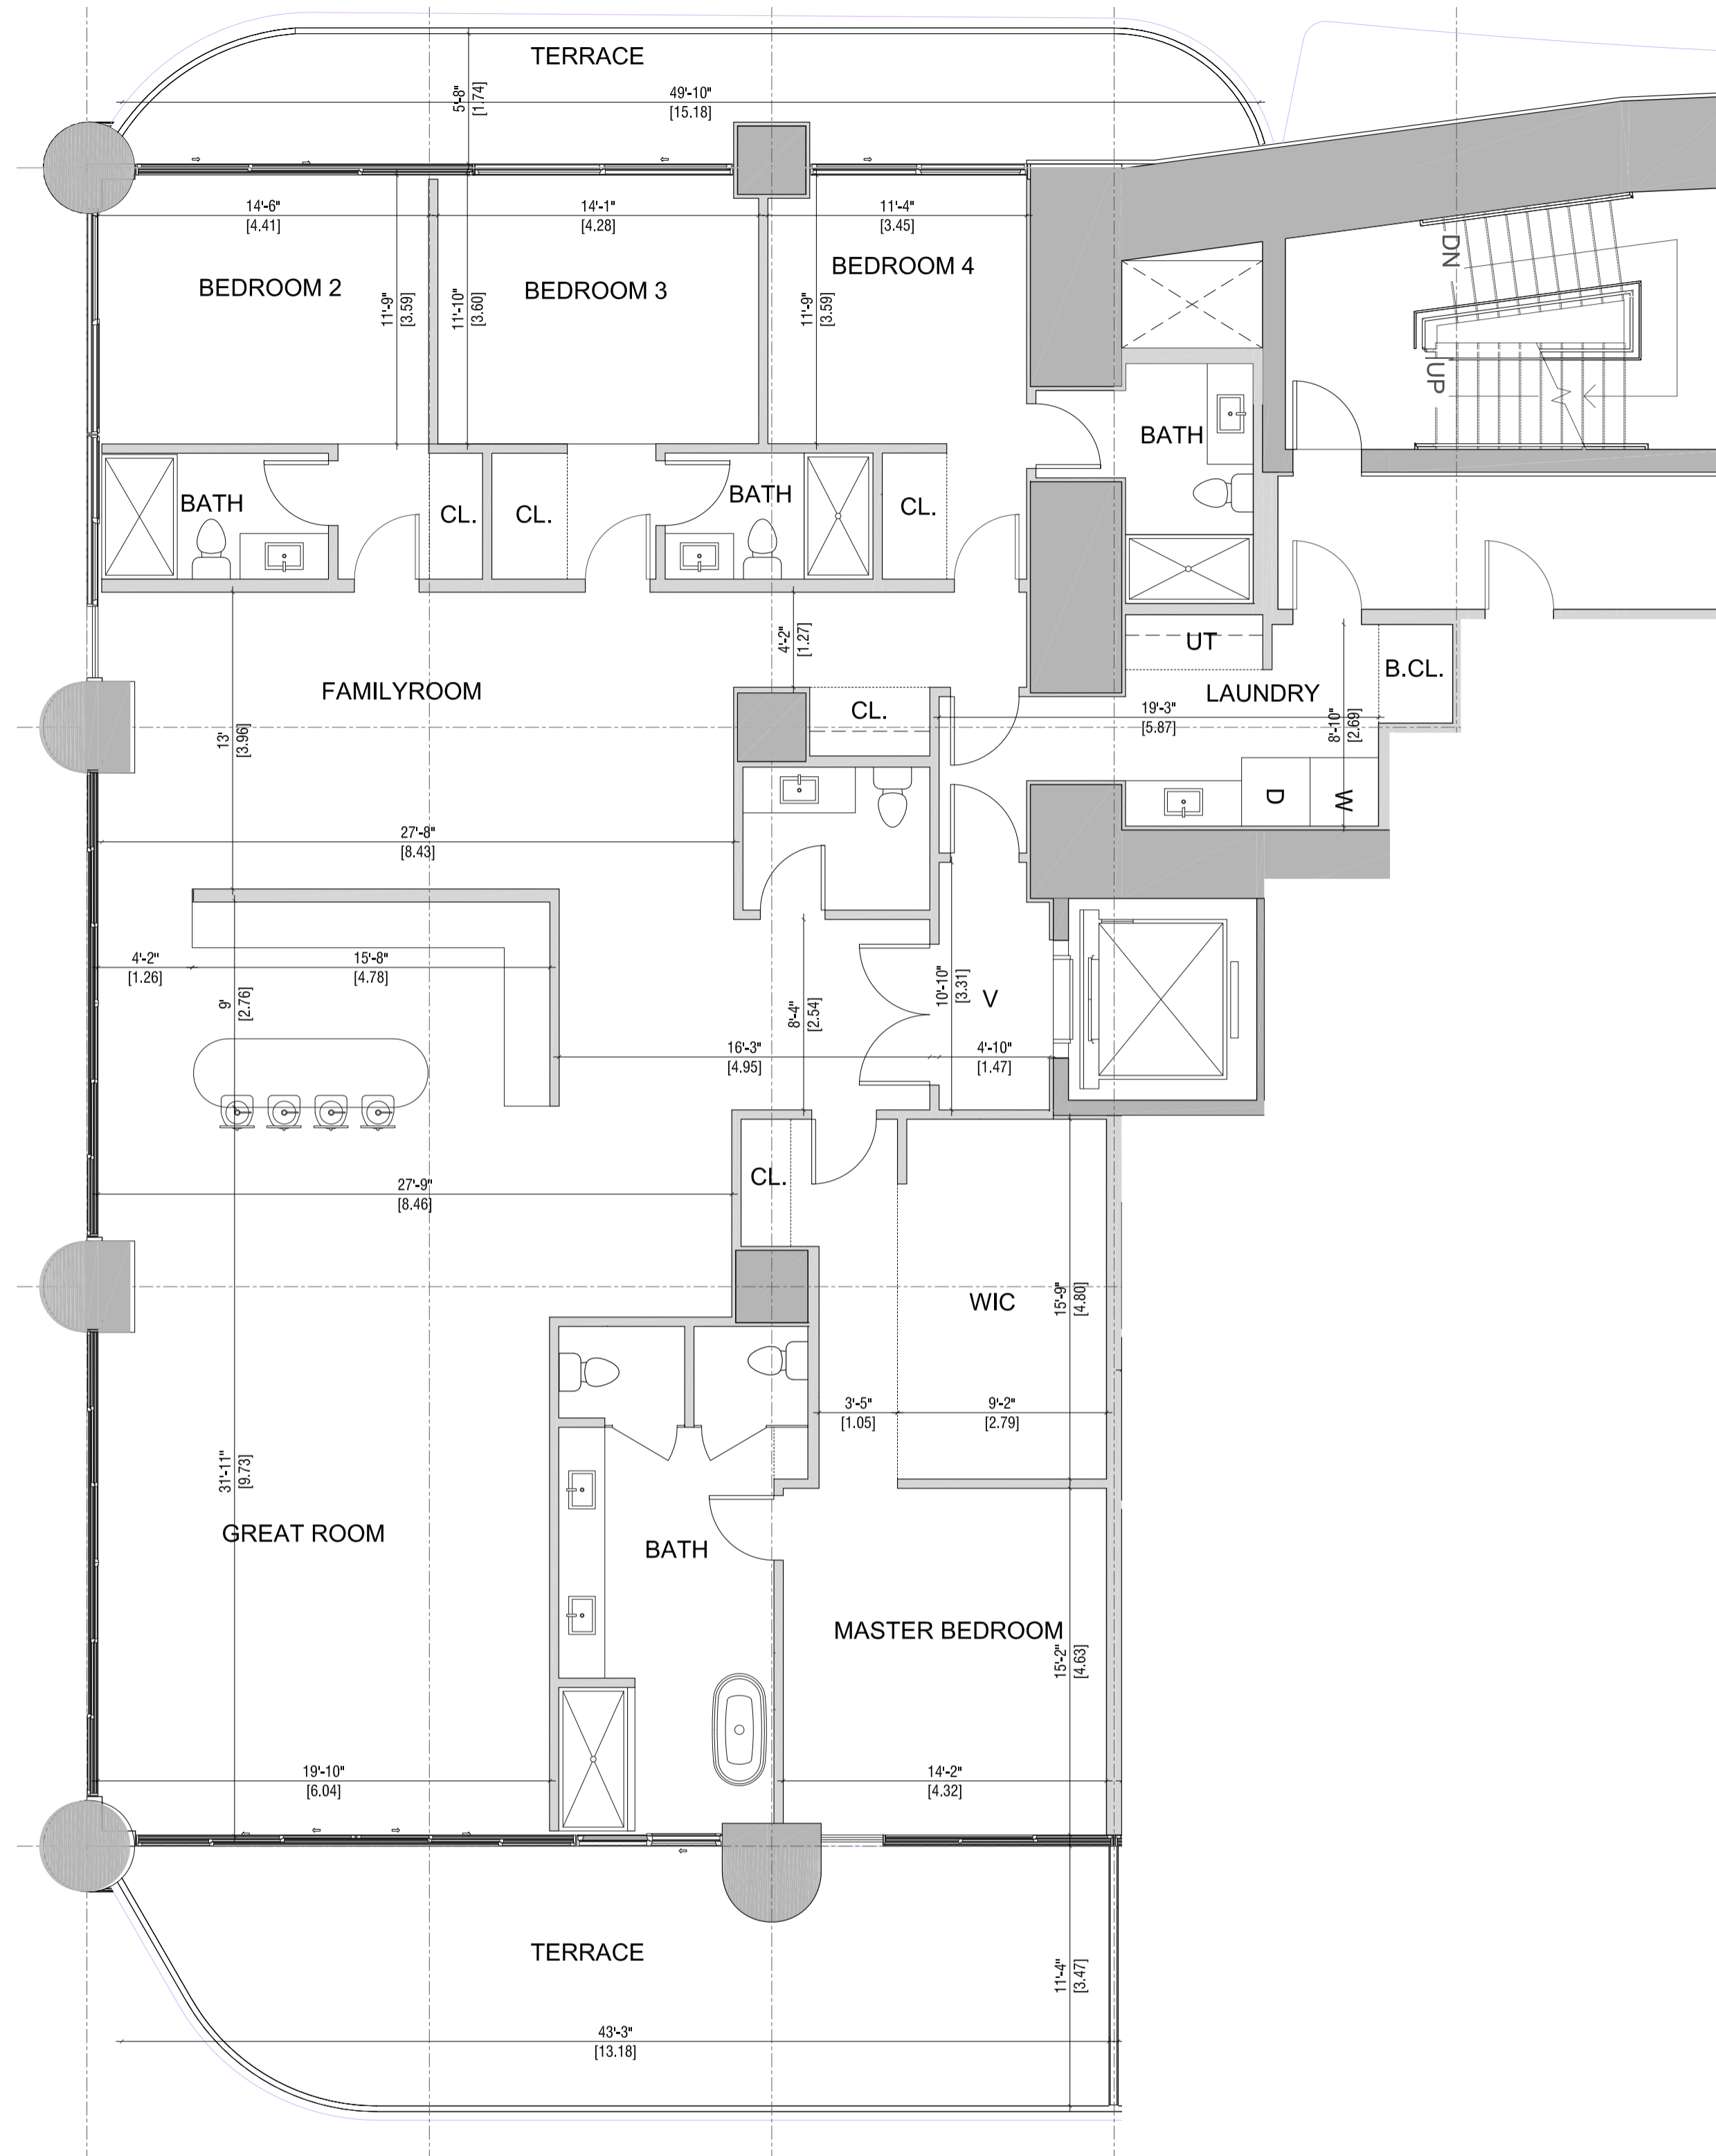 TERRACE
5'-8"
[1.74]
49'-10"
[15.18]
14'-6"
[4.41]
14'-1"
[4.28]
11'-4"
[3.45]
BEDROOM 2
BEDROOM 3
BEDROOM 4
11'-9"
[3.59]
11'-10"
[3.60]
11'-9"
[3.59]
DN
UP
BATH
BATH
CL.
CL.
BATH
CL.
4'-2"
[1.27]
UT
FAMILYROOM
CL.
LAUNDRY
B.CL.
13'
[3.96]
19'-3"
[5.87]
8'-10"
[2.69]
D
W
27'-8"
[8.43]
4'-2"
[1.26]
15'-8"
[4.78]
9'
[2.76]
8'-4"
[2.54]
10'-10"
[3.31]
V
16'-3"
[4.95]
4'-10"
[1.47]
27'-9"
[8.46]
CL.
WIC
15'-9"
[4.80]
3'-5"
[1.05]
9'-2"
[2.79]
31'-11"
[9.73]
GREAT ROOM
BATH
MASTER BEDROOM
15'-2"
[4.63]
19'-10"
[6.04]
14'-2"
[4.32]
TERRACE
11'-4"
[3.47]
43'-3"
[13.18]